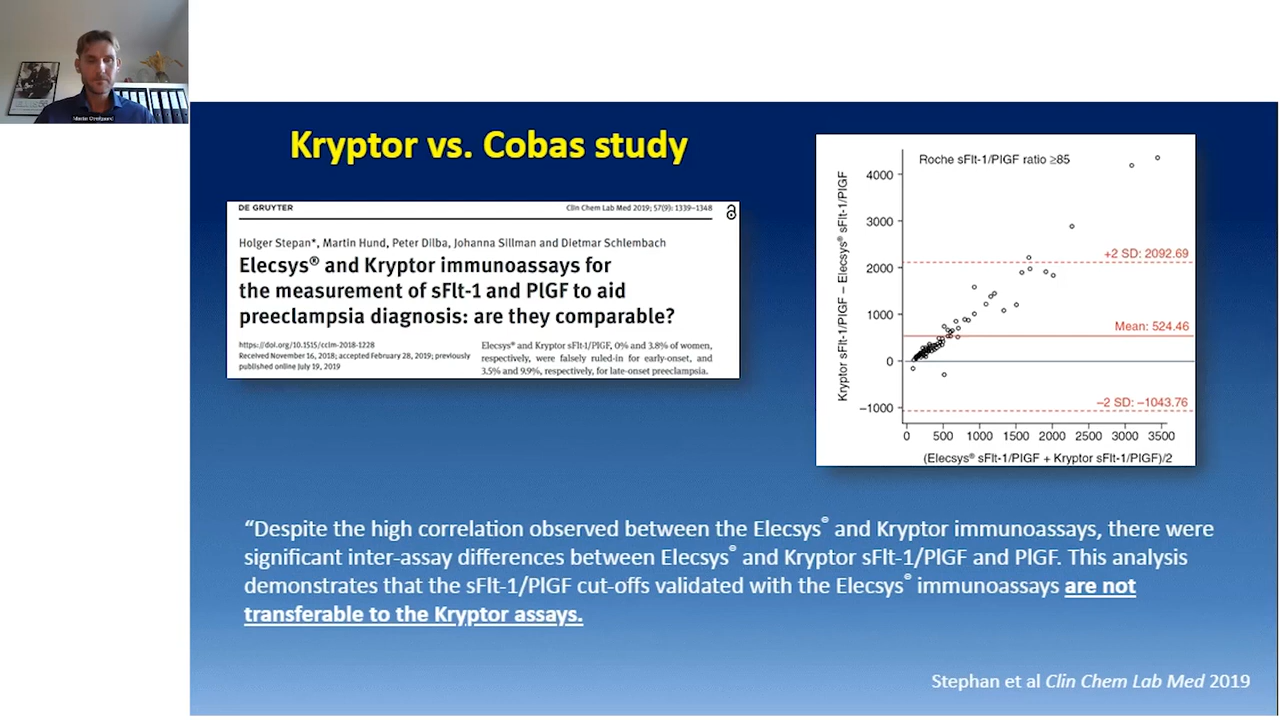 Kryptor vs. Cobas study
DE GRUYTER
Clin Chem Lab Med 2019; 57(9): 1339–1348
Holger Stepan*, Martin Hund, Peter Dilba, Johanna Sillman and Dietmar Schlembach
Elecsys® and Kryptor immunoassays for
the measurement of sFlt-1 and PlGF to aid
preeclampsia diagnosis: are they comparable?
https://doi.org/10.1515/cclm-2018-1228
Received November 16, 2018; accepted February 28, 2019; previously
published online July 19, 2019
Elecsys® and Kryptor sFlt-1/PlGF, 0% and 3.8% of women,
respectively, were falsely ruled-in for early-onset, and
3.5% and 9.9%, respectively, for late-onset preeclampsia.
Roche sFlt-1/PlGF ratio ≥85
Kryptor sFlt-1/PlGF – Elecsys® sFlt-1/PlGF
4000
3000
2000
1000
0
–1000
+2 SD: 2092.69
Mean: 524.46
–2 SD: –1043.76
0 500 1000 1500 2000 2500 3000 3500
(Elecsys® sFlt-1/PlGF + Kryptor sFlt-1/PlGF)/2
“Despite the high correlation observed between the Elecsys® and Kryptor immunoassays, there were
significant inter-assay differences between Elecsys® and Kryptor sFlt-1/PlGF and PlGF. This analysis
demonstrates that the sFlt-1/PlGF cut-offs validated with the Elecsys® immunoassays are not
transferable to the Kryptor assays.
Stephan et al Clin Chem Lab Med 2019